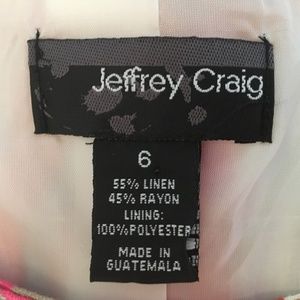 Jeffrey Craig
6
55% LINEN
45% RAYON
LINING:
100% POLYESTER
MADE IN
GUATEMALA